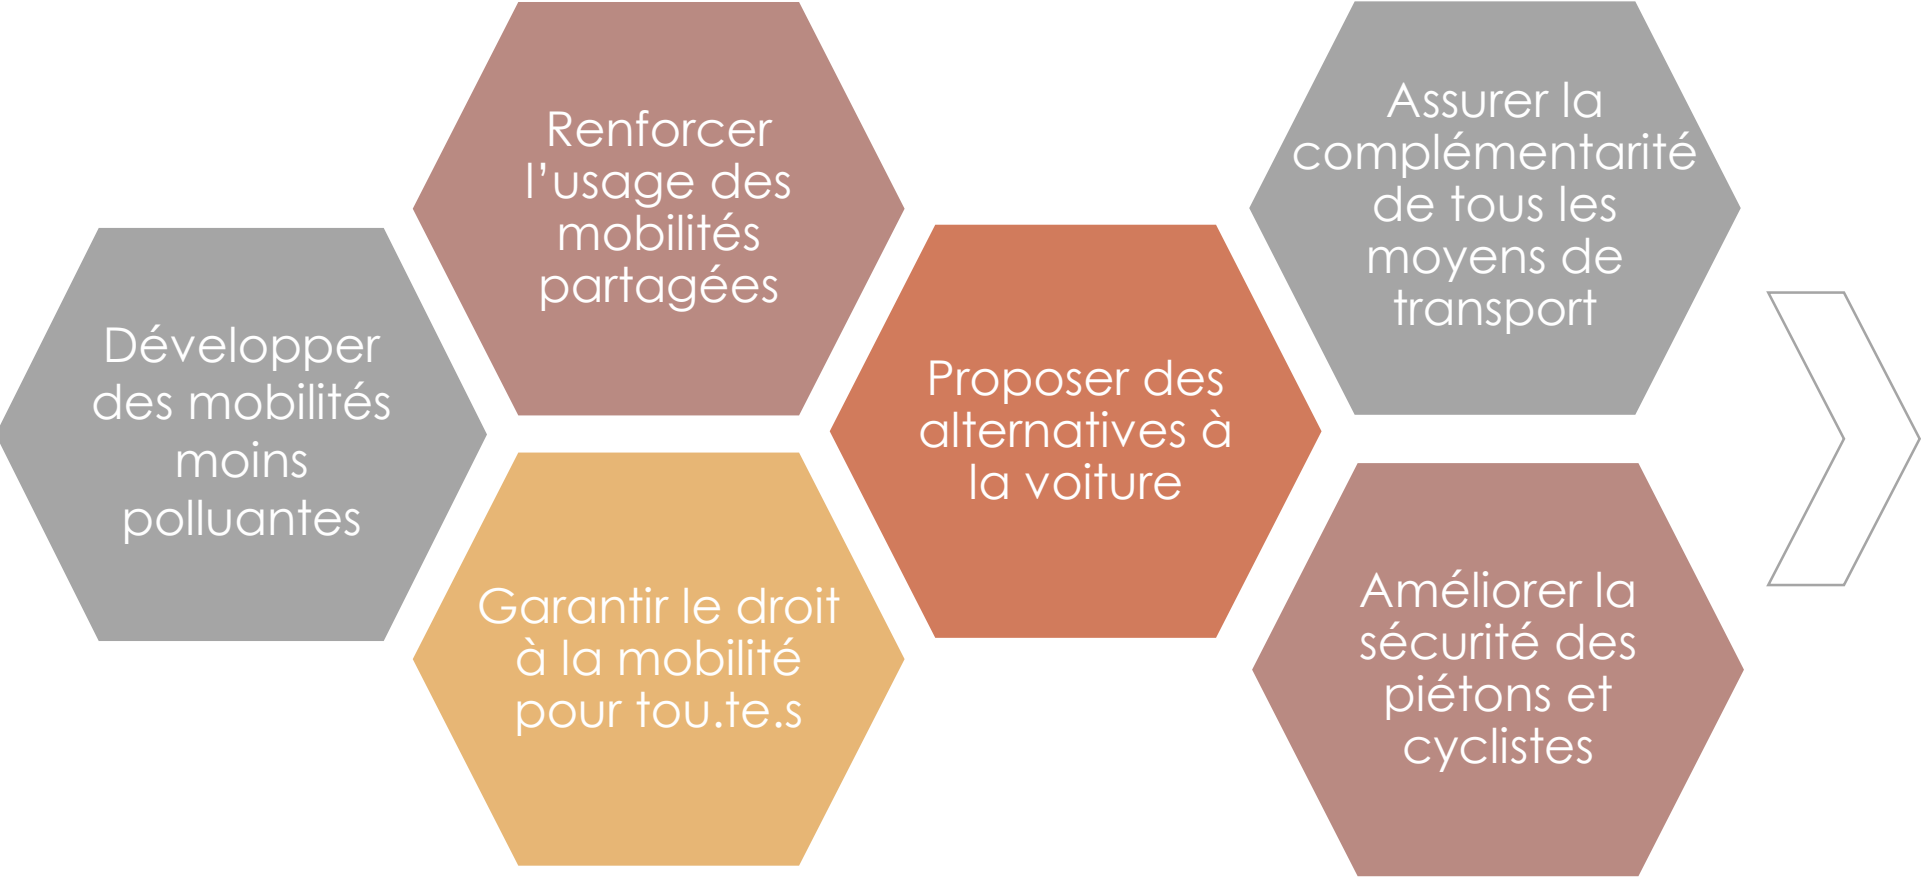 Développer
des mobilités
moins
polluantes
Renforcer
l’usage des
mobilités
partagées
Garantir le droit
à la mobilité
pour tou.te.s
Proposer des
alternatives à
la voiture
Assurer la
complémentarité
de tous les
moyens de
transport
Améliorer la
sécurité des
piétons et
cyclistes